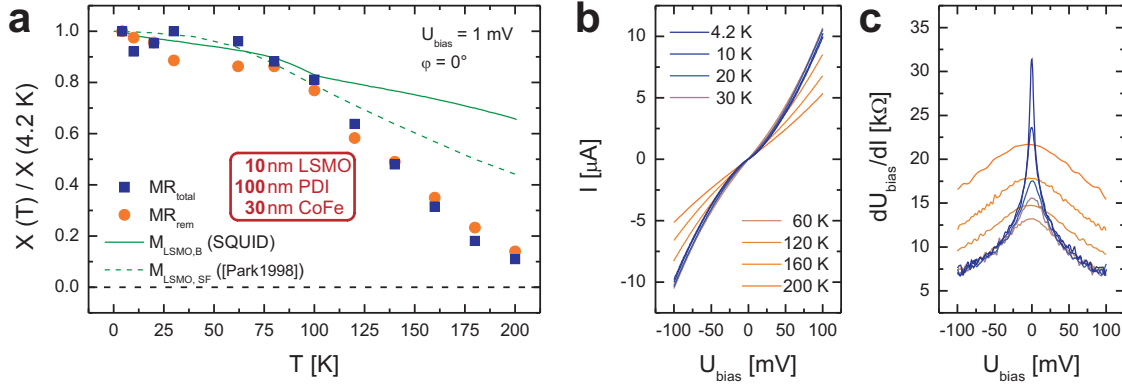 a
X (T) / X (4.2 K)
1.0
0.8
0.6
0.4
0.2
0.0
U_bias = 1 mV
φ = 0°
10 nm LSMO
100 nm PDI
30 nm CoFe
MR_total
MR_rem
M_LSMO,B (SQUID)
M_LSMO, SF ([Park1998])
0 25 50 75 100 125 150 175 200
T [K]
b
I [µA]
10
5
0
-5
-10
4.2 K
10 K
20 K
30 K
60 K
120 K
160 K
200 K
-100 -50 0 50 100
U_bias [mV]
c
dU_bias/dI [kΩ]
35
30
25
20
15
10
5
-100 -50 0 50 100
U_bias [mV]